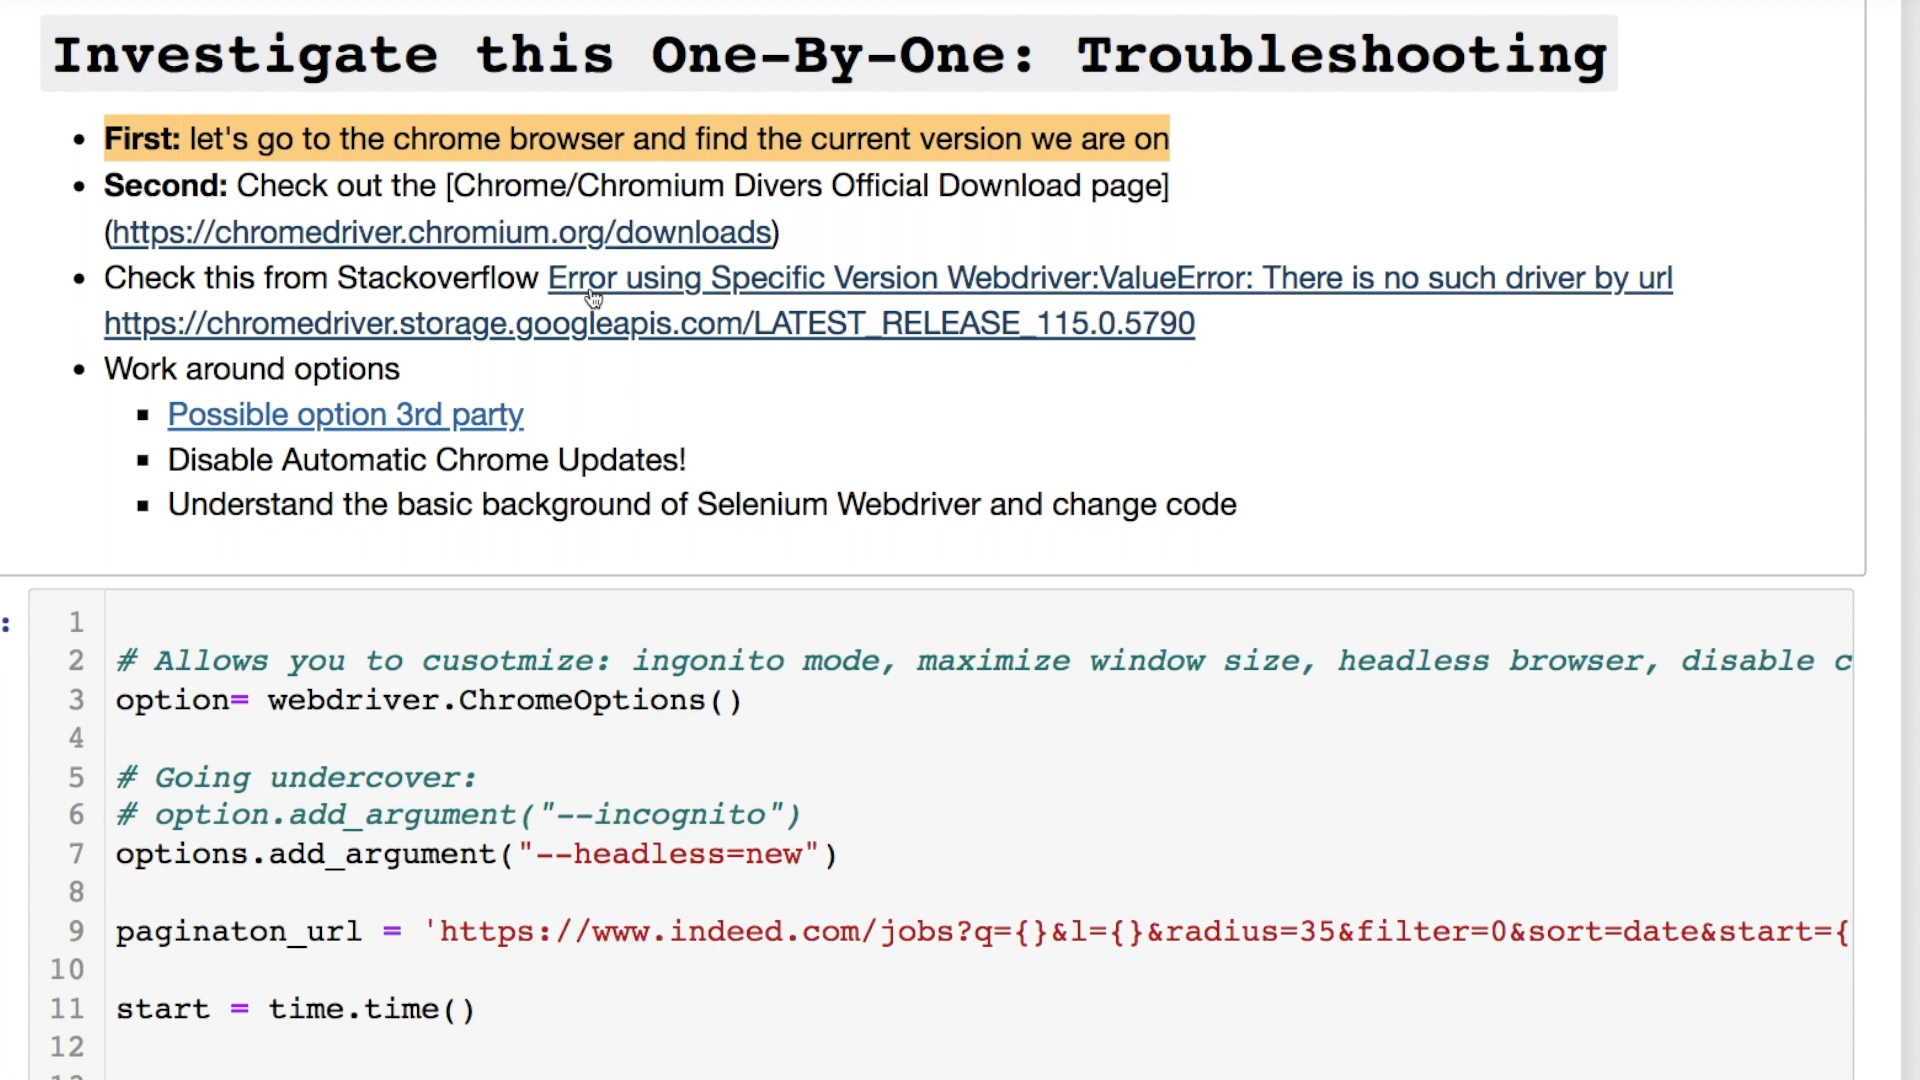 Investigate this One-By-One: Troubleshooting
• First: let's go to the chrome browser and find the current version we are on
• Second: Check out the [Chrome/Chromium Divers Official Download page]
(https://chromedriver.chromium.org/downloads)
• Check this from Stackoverflow Error using Specific Version Webdriver:ValueError: There is no such driver by url
https://chromedriver.storage.googleapis.com/LATEST_RELEASE_115.0.5790
• Work around options
▪ Possible option 3rd party
▪ Disable Automatic Chrome Updates!
▪ Understand the basic background of Selenium Webdriver and change code
: 1
2 # Allows you to cusotmize: ingonito mode, maximize window size, headless browser, disable c
3 option= webdriver.ChromeOptions()
4
5 # Going undercover:
6 # option.add_argument("--incognito")
7 options.add_argument("--headless=new")
8
9 paginaton_url = 'https://www.indeed.com/jobs?q={}&l={}&radius=35&filter=0&sort=date&start={
10
11 start = time.time()
12